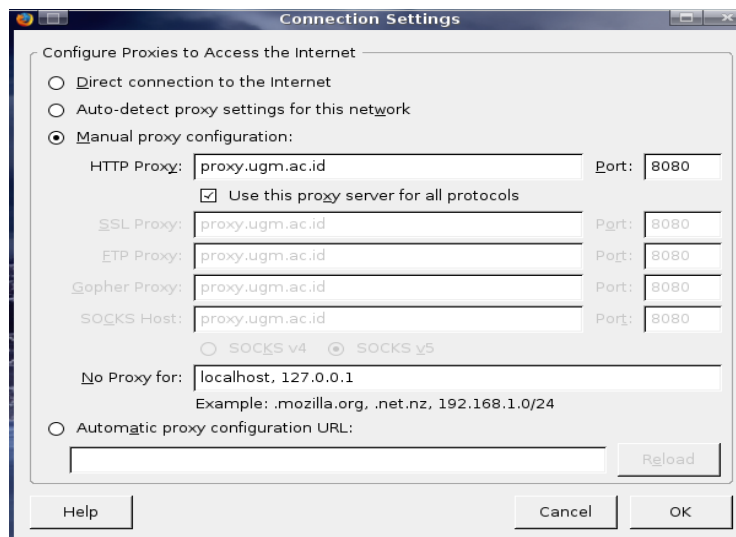 Connection Settings
Configure Proxies to Access the Internet
Direct connection to the Internet
Auto-detect proxy settings for this network
Manual proxy configuration:
HTTP Proxy: proxy.ugm.ac.id Port: 8080
Use this proxy server for all protocols
SSL Proxy: proxy.ugm.ac.id Port: 8080
FTP Proxy: proxy.ugm.ac.id Port: 8080
Gopher Proxy: proxy.ugm.ac.id Port: 8080
SOCKS Host: proxy.ugm.ac.id Port: 8080
SOCKS v4 SOCKS v5
No Proxy for: localhost, 127.0.0.1
Example: .mozilla.org, .net.nz, 192.168.1.0/24
Automatic proxy configuration URL:
Reload
Help Cancel OK